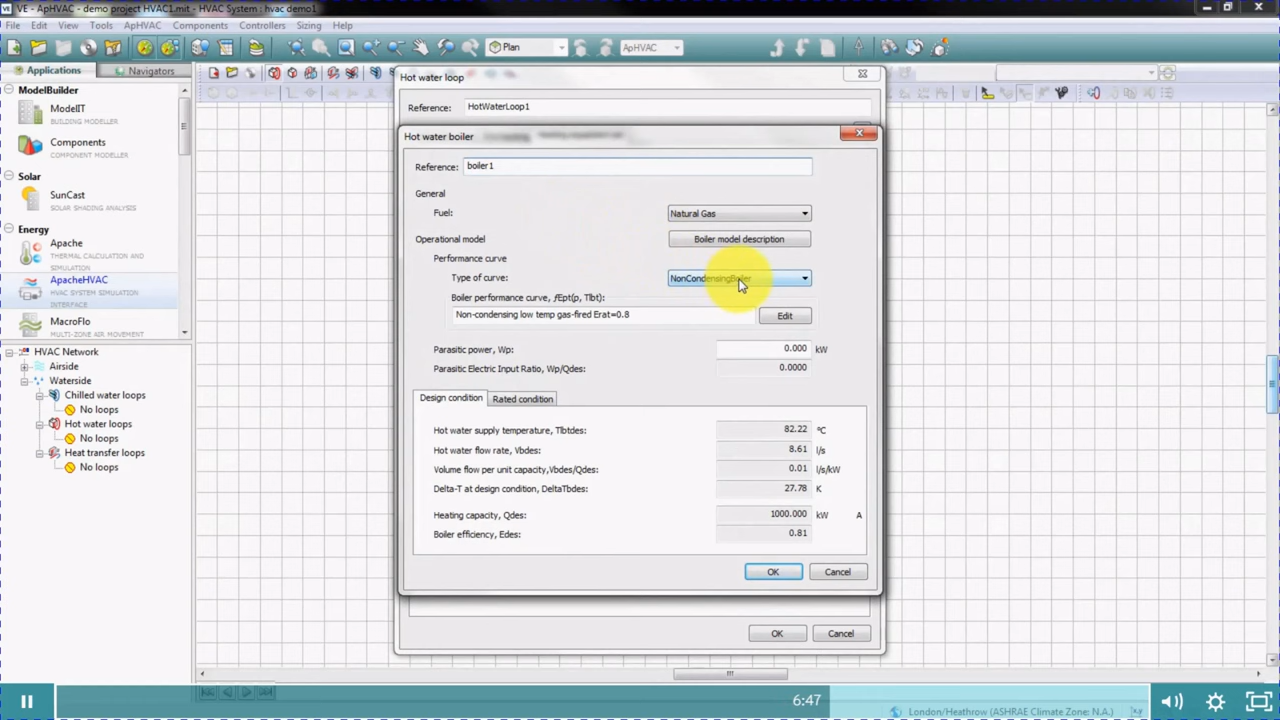 VE - ApHVAC - demo project HVAC1.mit - HVAC System : hvac demo1
File Edit View Tools ApHVAC Components Controllers Sizing Help
Plan
ApHVAC
Applications
Navigators
ModelBuilder
ModelIT
BUILDING MODELLER
Components
COMPONENT MODELLER
Solar
SunCast
SOLAR SHADING ANALYSIS
Energy
Apache
THERMAL CALCULATION AND
SIMULATION
ApacheHVAC
HVAC SYSTEM SIMULATION
INTERFACE
MacroFlo
MULTI-ZONE AIR MOVEMENT
HVAC Network
Airside
Waterside
Chilled water loops
No loops
Hot water loops
No loops
Heat transfer loops
No loops
Hot water loop
Reference: HotWaterLoop1
Hot water boiler
Reference: boiler1
General
Fuel: Natural Gas
Operational model Boiler model description
Performance curve
Type of curve: NonCondensingBoiler
Boiler performance curve, ƒEpt(p, Tlbt):
Non-condensing low temp gas-fired Erat=0.8 Edit
Parasitic power, Wp: 0.000 kW
Parasitic Electric Input Ratio, Wp/Qdes: 0.0000
Design condition Rated condition
Hot water supply temperature, Tlbtdes: 82.22 °C
Hot water flow rate, Vbdes: 8.61 l/s
Volume flow per unit capacity,Vbdes/Qdes: 0.01 l/s/kW
Delta-T at design condition, DeltaTbdes: 27.78 K
Heating capacity, Qdes: 1000.000 kW A
Boiler efficiency, Edes: 0.81
OK Cancel
OK Cancel
6:47
London/Heathrow (ASHRAE Climate Zone: N.A.)